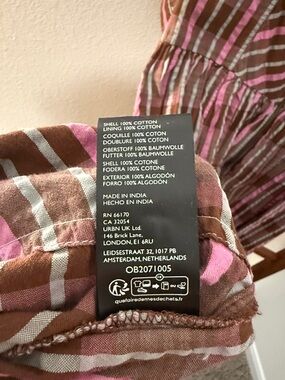 SHELL 100% COTTON
LINING 100% COTTON
COQUILLE 100% COTON
DOUBLURE 100% COTON
OBERSTOFF 100% BAUMWOLLE
FUTTER 100% BAUMWOLLE
SHELL 100% COTONE
FODERA 100% COTONE
EXTERIOR 100% ALGODÓN
FORRO 100% ALGODÓN
MADE IN INDIA
HECHO EN INDIA
RN 66170
CA 32054
URBN UK Ltd.
146 Brick Lane,
LONDON, E1 6RU
LEIDSESTRAAT 32, 1017 PB
AMSTERDAM, NETHERLANDS
OB2071005
OU
quefairedemesdechets.fr